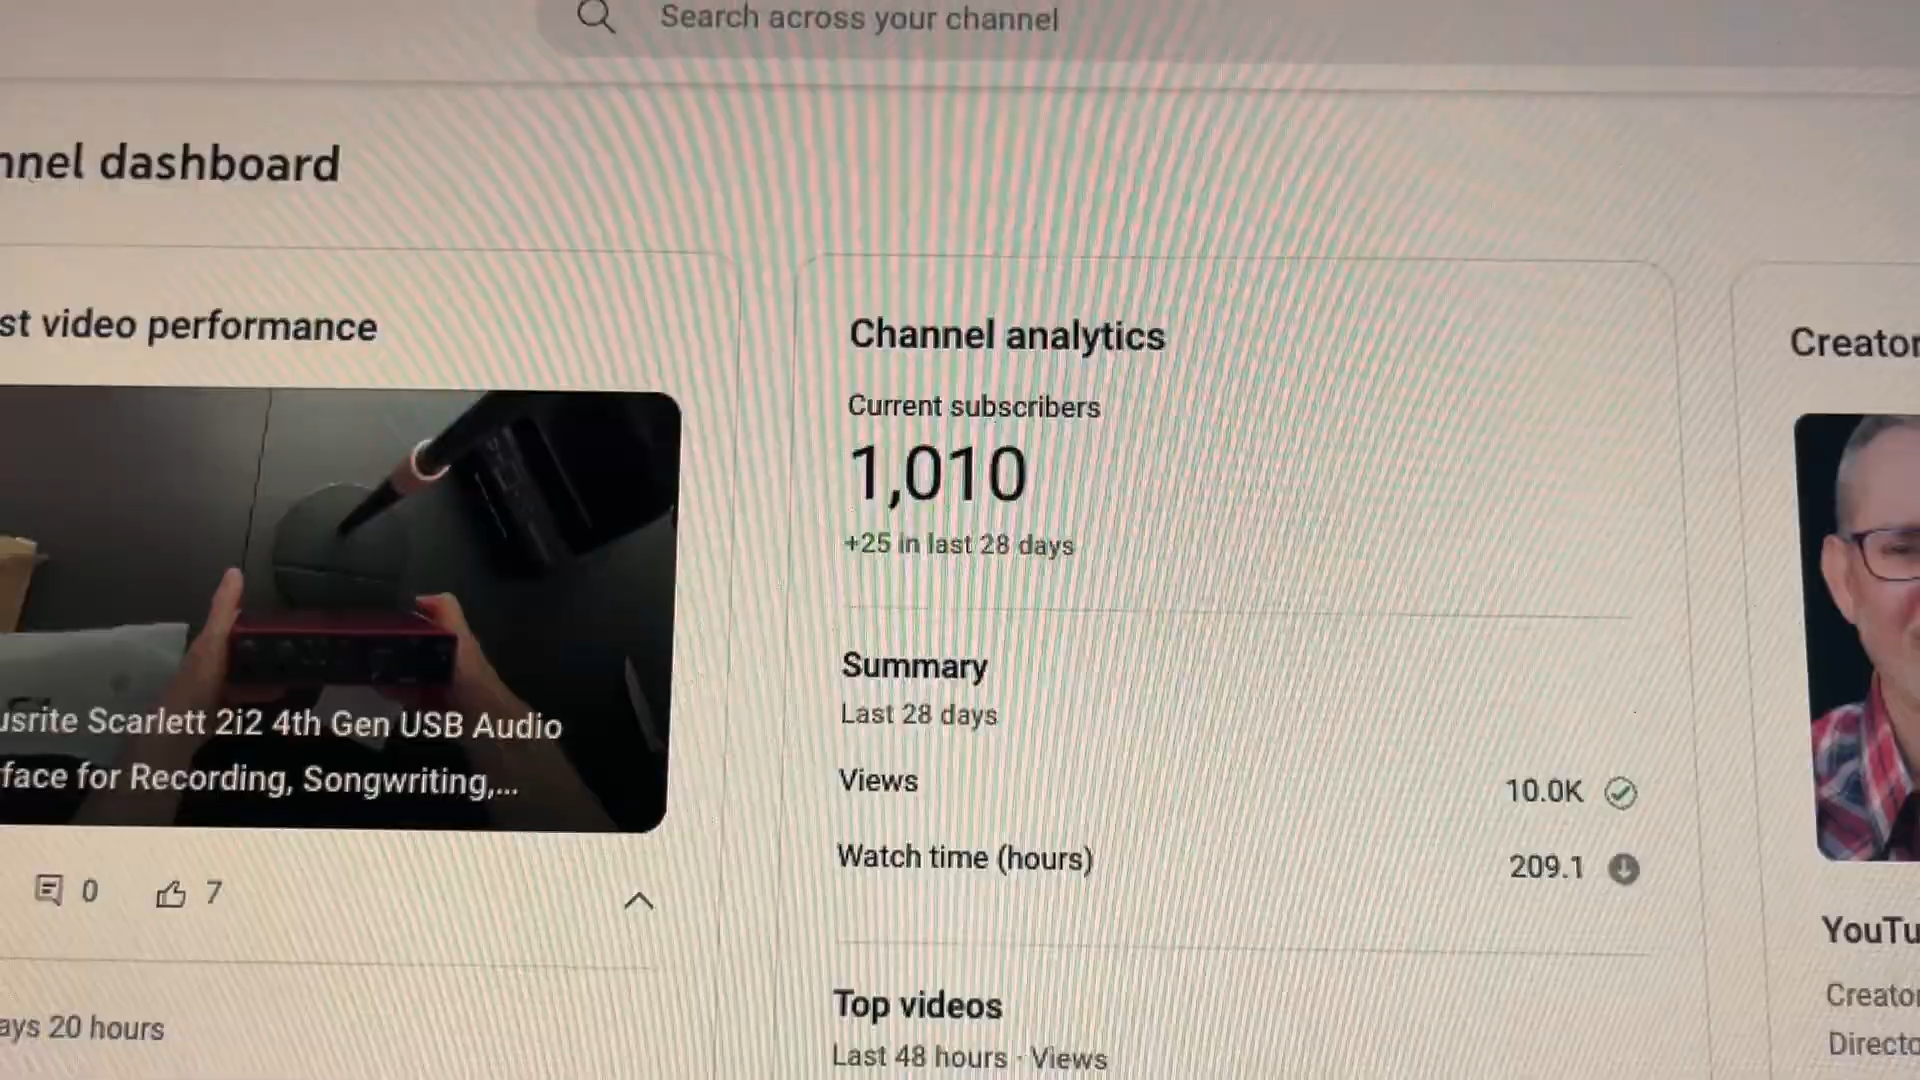 Search across your channel
nnel dashboard
st video performance
usrite Scarlett 2i2 4th Gen USB Audio
face for Recording, Songwriting,...
0
7
ays 20 hours
Channel analytics
Current subscribers
1,010
+25 in last 28 days
Summary
Last 28 days
Views 10.0K
Watch time (hours) 209.1
Top videos
Last 48 hours · Views
Creator
YouTu
Creator
Directo